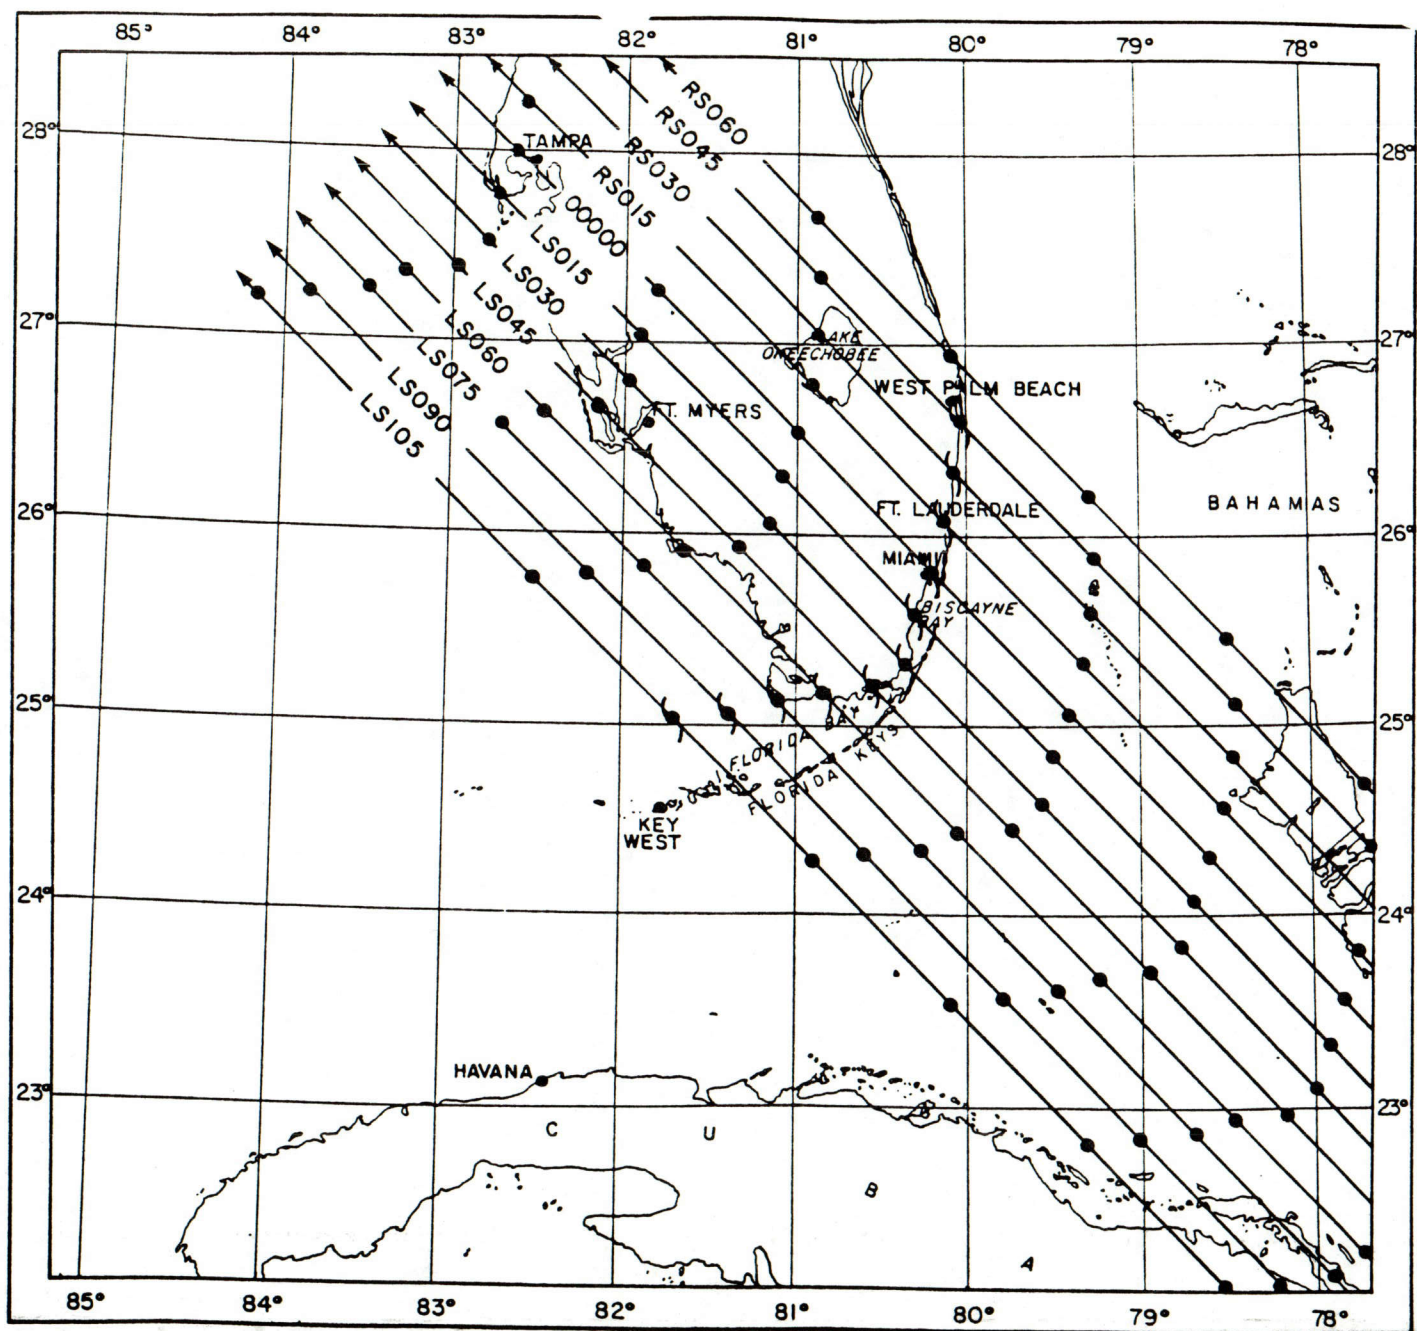 85° 84° 83° 82° 81° 80° 79° 78°
RS060
RS045
RS030
RS015
00000
LS015
LS030
LS045
LS060
LS075
LS090
LS105
28° 28°
TAMPA
27° 27°
LAKE
OKEECHOBEE
WEST PALM BEACH
FT. MYERS
BAHAMAS
26° 26°
FT. LAUDERDALE
MIAMI
BISCAYNE
BAY
25° 25°
FLORIDA BAY
FLORIDA KEYS
KEY
WEST
24° 24°
HAVANA
23° 23°
C U B A
85° 84° 83° 82° 81° 80° 79° 78°